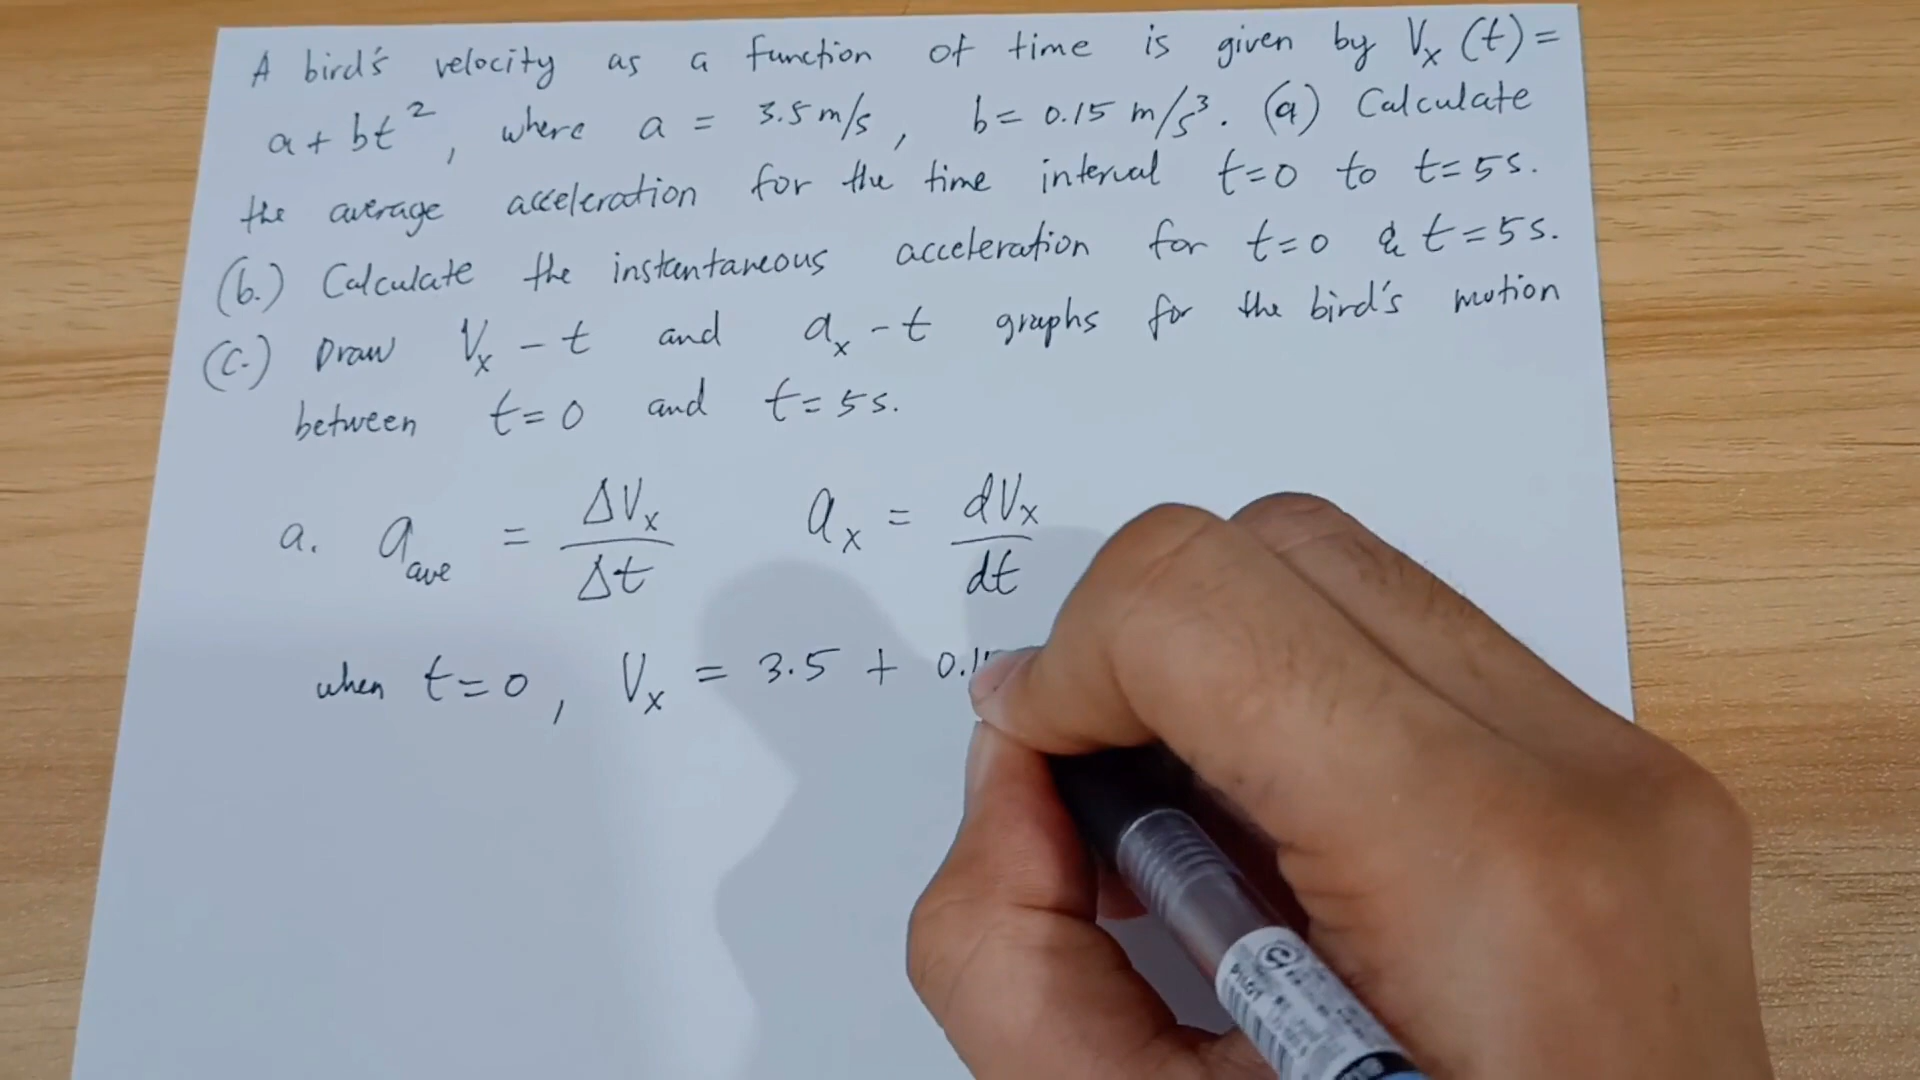 A bird's velocity as a function of time is given by Vx (t) =
a + bt², where a = 3.5 m/s, b = 0.15 m/s³. (a) Calculate
the average acceleration for the time interval t=0 to t=5s.
(b.) Calculate the instantaneous acceleration for t=0 & t=5s.
(c.) Draw Vx - t and ax - t graphs for the bird's motion
between t=0 and t=5s.
a. a ave = ΔVx / Δt ax = dVx / dt
when t=0, Vx = 3.5 +
PILOT